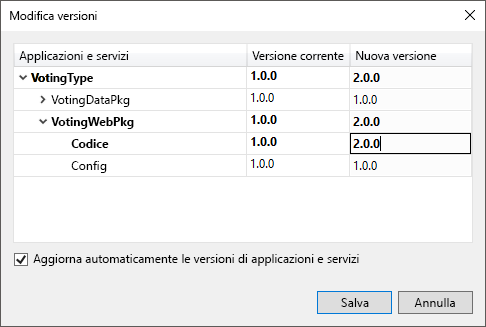 Modifica versioni
Applicazioni e servizi Versione corrente Nuova versione
VotingType 1.0.0 2.0.0
VotingDataPkg 1.0.0 1.0.0
VotingWebPkg 1.0.0 2.0.0
Codice 1.0.0 2.0.0
Config 1.0.0 1.0.0
Aggiorna automaticamente le versioni di applicazioni e servizi
Salva Annulla